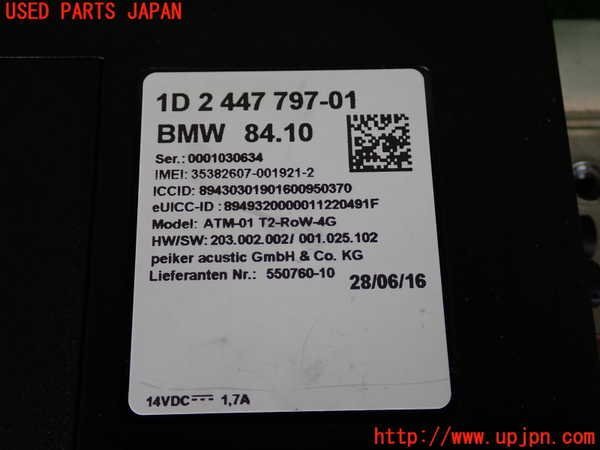 USED PARTS JAPAN
1D 2 447 797-01
BMW 84.10
Ser.: 0001030634
IMEI: 35382607-001921-2
ICCID: 89430301901600950370
eUICC-ID : 8949320000011220491F
Model: ATM-01 T2-RoW-4G
HW/SW: 203.002.002/ 001.025.102
peiker acustic GmbH & Co. KG
Lieferanten Nr.: 550760-10
28/06/16
14VDC⎓ 1,7A
http://www.upjpn.com